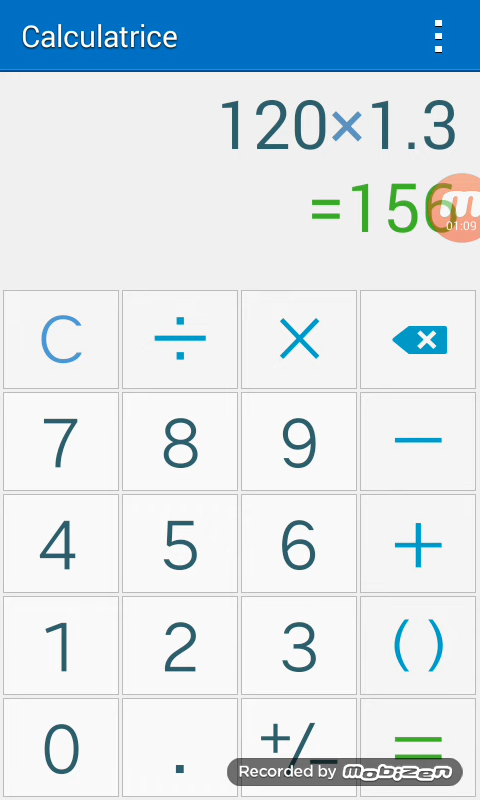 Calculatrice
120×1.3
=156
01:09
C ÷ ×
7 8 9 −
4 5 6 +
1 2 3 ( )
0 . +/− =
Recorded by Mobizen